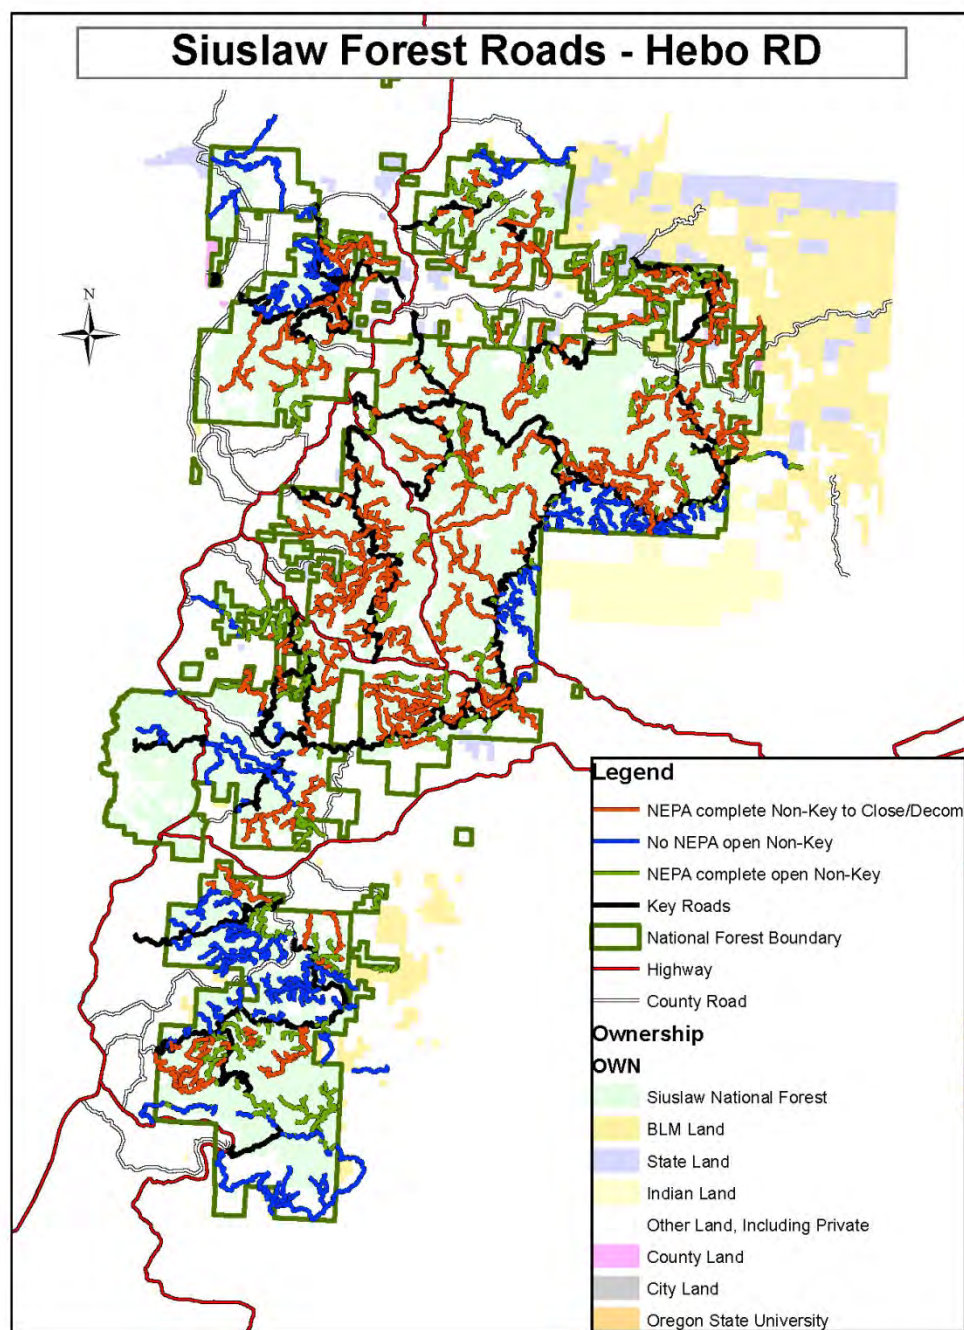 Siuslaw Forest Roads - Hebo RD
N
Legend
NEPA complete Non-Key to Close/Decom
No NEPA open Non-Key
NEPA complete open Non-Key
Key Roads
National Forest Boundary
Highway
County Road
Ownership
OWN
Siuslaw National Forest
BLM Land
State Land
Indian Land
Other Land, Including Private
County Land
City Land
Oregon State University